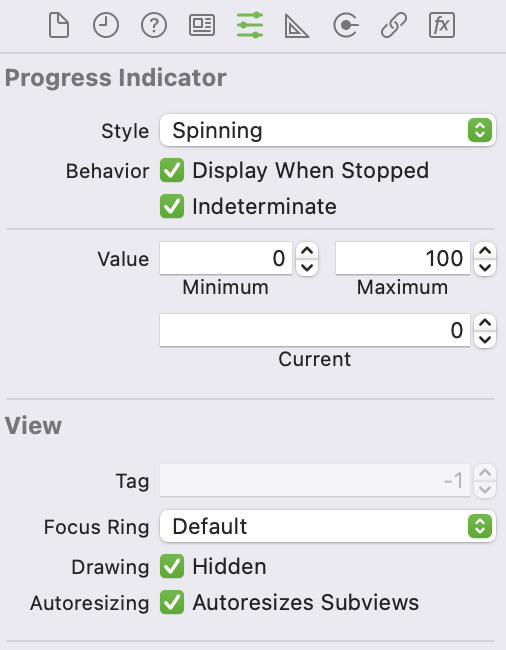 ?
fx
Progress Indicator
Style Spinning
Behavior Display When Stopped
Indeterminate
Value 0 100
Minimum Maximum
0
Current
View
Tag -1
Focus Ring Default
Drawing Hidden
Autoresizing Autoresizes Subviews